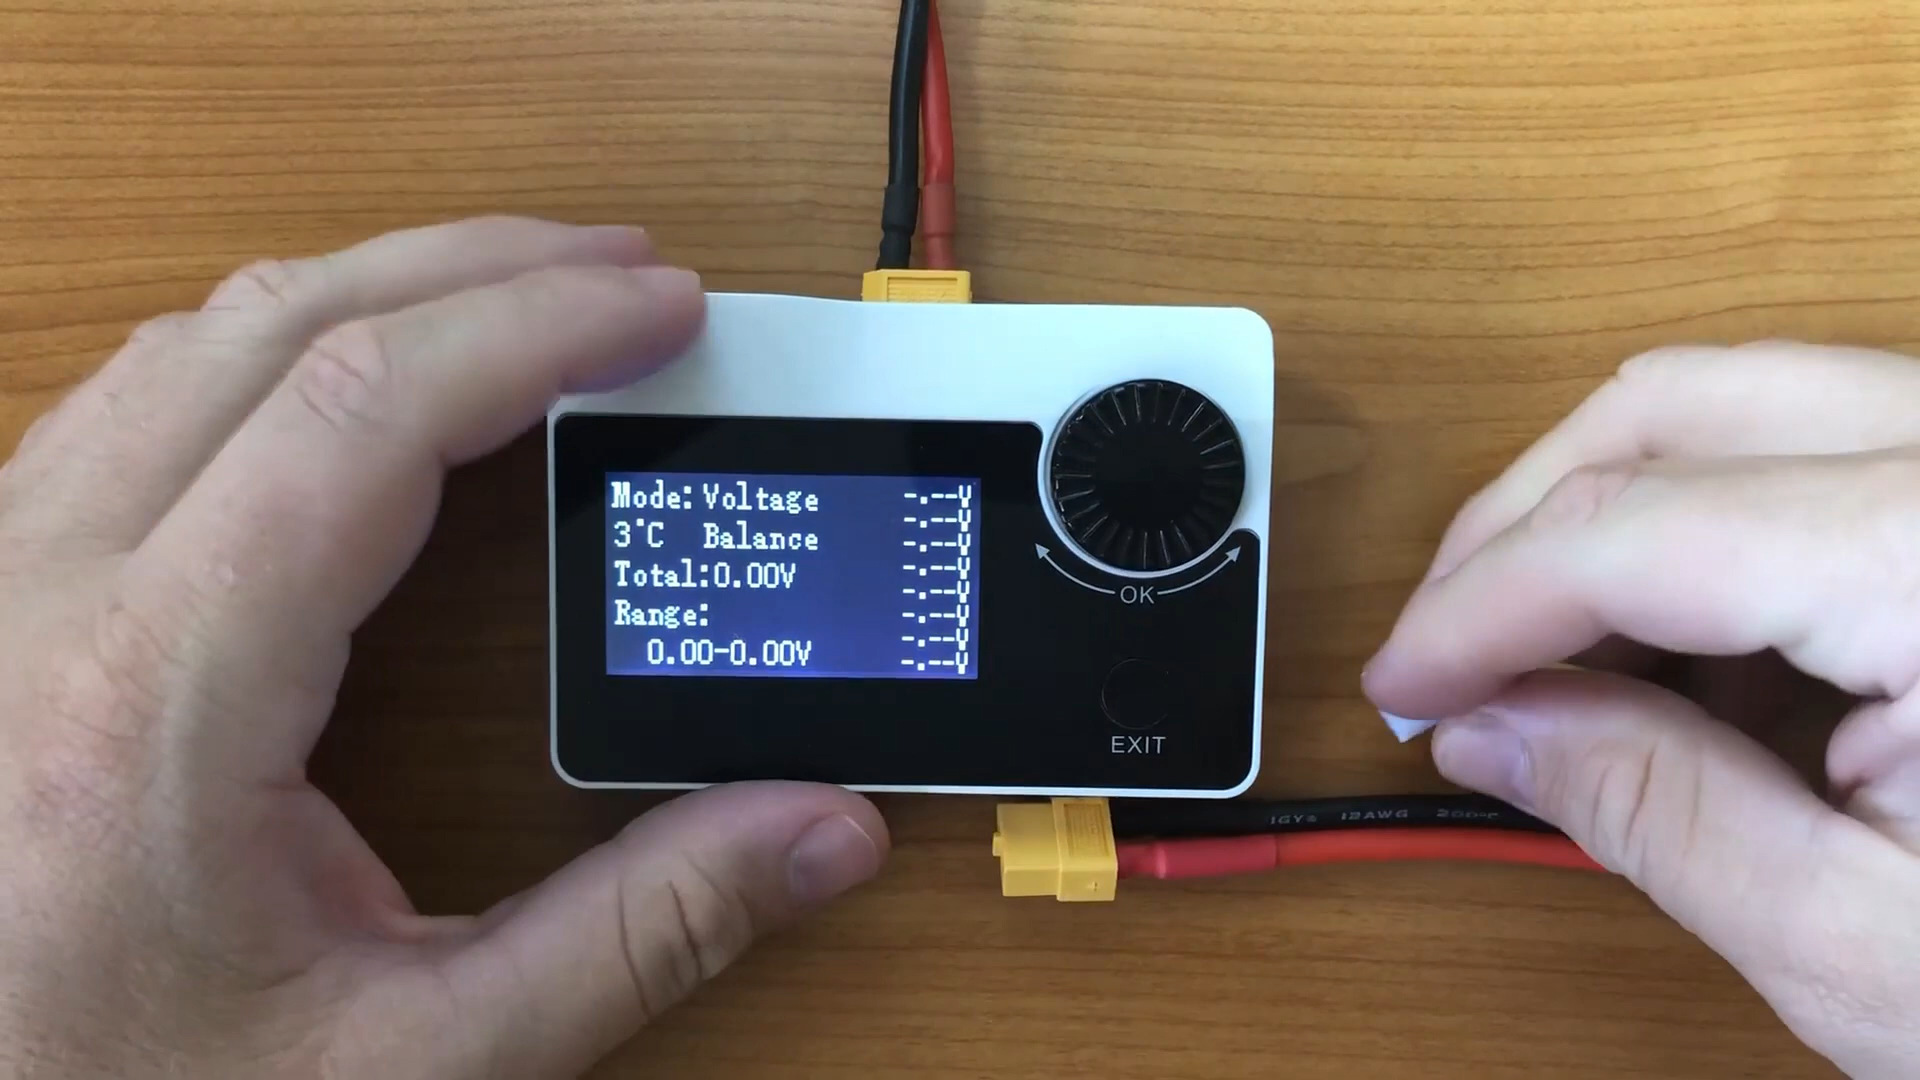 Mode: Voltage -.--V
-.--V
3°C Balance -.--V
-.--V
Total:0.00V
-.--V
Range: -.--V
-.--V
0.00-0.00V -.--V
OK
EXIT
12AWG